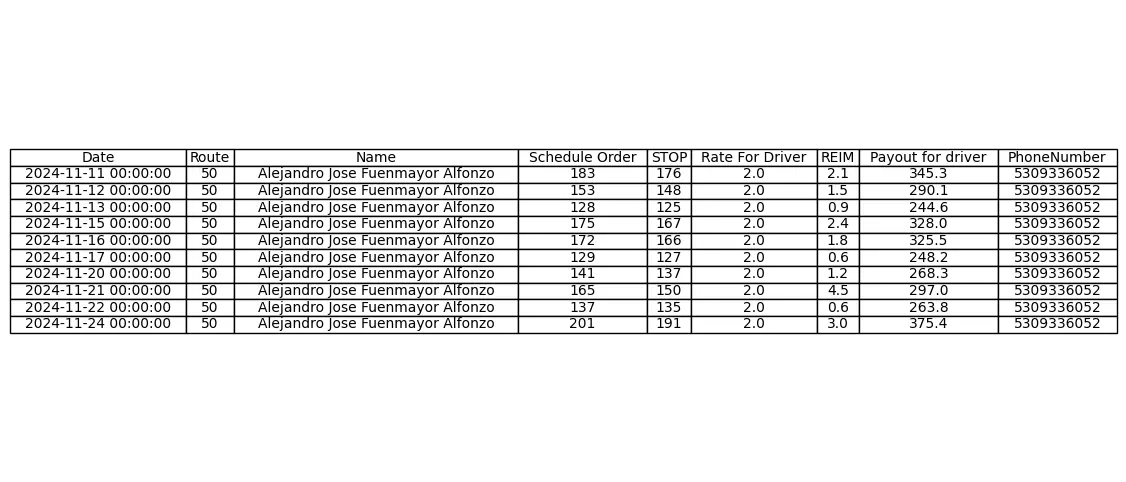 Date Route Name Schedule Order STOP Rate For Driver REIM Payout for driver PhoneNumber
2024-11-11 00:00:00 50 Alejandro Jose Fuenmayor Alfonzo 183 176 2.0 2.1 345.3 5309336052
2024-11-12 00:00:00 50 Alejandro Jose Fuenmayor Alfonzo 153 148 2.0 1.5 290.1 5309336052
2024-11-13 00:00:00 50 Alejandro Jose Fuenmayor Alfonzo 128 125 2.0 0.9 244.6 5309336052
2024-11-15 00:00:00 50 Alejandro Jose Fuenmayor Alfonzo 175 167 2.0 2.4 328.0 5309336052
2024-11-16 00:00:00 50 Alejandro Jose Fuenmayor Alfonzo 172 166 2.0 1.8 325.5 5309336052
2024-11-17 00:00:00 50 Alejandro Jose Fuenmayor Alfonzo 129 127 2.0 0.6 248.2 5309336052
2024-11-20 00:00:00 50 Alejandro Jose Fuenmayor Alfonzo 141 137 2.0 1.2 268.3 5309336052
2024-11-21 00:00:00 50 Alejandro Jose Fuenmayor Alfonzo 165 150 2.0 4.5 297.0 5309336052
2024-11-22 00:00:00 50 Alejandro Jose Fuenmayor Alfonzo 137 135 2.0 0.6 263.8 5309336052
2024-11-24 00:00:00 50 Alejandro Jose Fuenmayor Alfonzo 201 191 2.0 3.0 375.4 5309336052